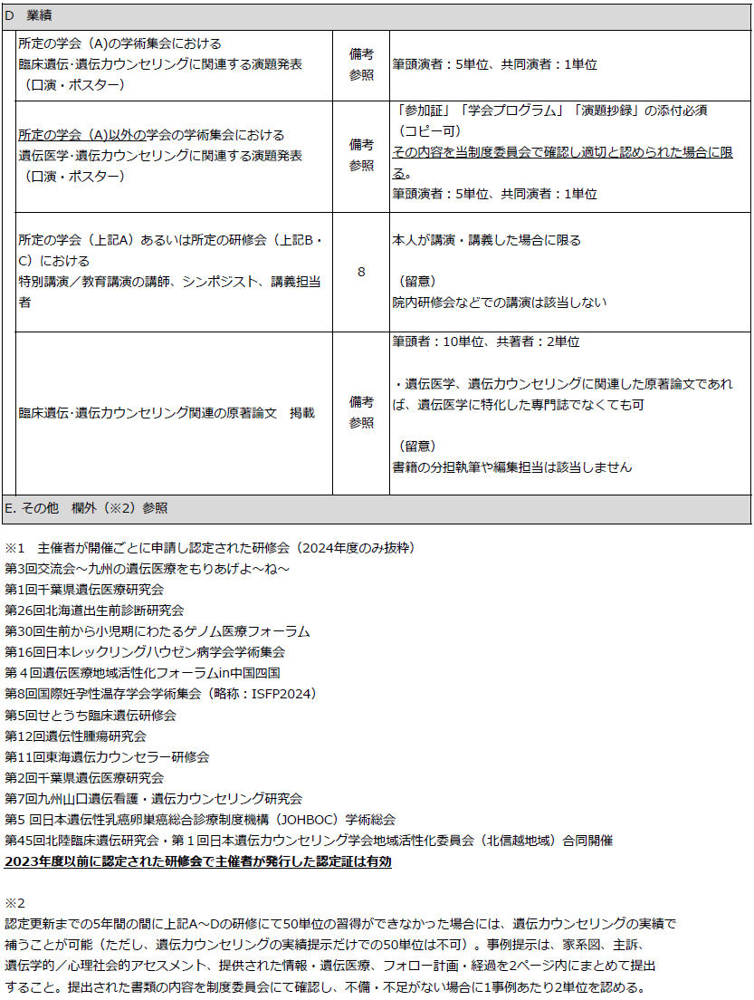 D　業績
所定の学会（A)の学術集会における
臨床遺伝･遺伝カウンセリングに関連する演題発表
（口演・ポスター）
備考
参照
筆頭演者：5単位、共同演者：1単位
所定の学会（A)以外の学会の学術集会における
遺伝医学･遺伝カウンセリングに関連する演題発表
（口演・ポスター）
備考
参照
「参加証」「学会プログラム」「演題抄録」の添付必須
（コピー可）
その内容を当制度委員会で確認し適切と認められた場合に限
る。
筆頭演者：5単位、共同演者：1単位
所定の学会（上記A）あるいは所定の研修会（上記B・
C）における
特別講演／教育講演の講師、シンポジスト、講義担当
者
8
本人が講演・講義した場合に限る
（留意）
院内研修会などでの講演は該当しない
臨床遺伝･遺伝カウンセリング関連の原著論文　掲載
備考
参照
筆頭者：10単位、共著者：2単位
・遺伝医学、遺伝カウンセリングに関連した原著論文であれ
ば、遺伝医学に特化した専門誌でなくても可
（留意）
書籍の分担執筆や編集担当は該当しません
E. その他　欄外（※2）参照
※1　主催者が開催ごとに申請し認定された研修会（2024年度のみ抜粋）
第3回交流会～九州の遺伝医療をもりあげよ～ね～
第1回千葉県遺伝医療研究会
第26回北海道出生前診断研究会
第30回生前から小児期にわたるゲノム医療フォーラム
第16回日本レックリングハウゼン病学会学術集会
第４回遺伝医療地域活性化フォーラムin中国四国
第8回国際妊孕性温存学会学術集会（略称：ISFP2024）
第5回せとうち臨床遺伝研修会
第12回遺伝性腫瘍研究会
第11回東海遺伝カウンセラー研修会
第2回千葉県遺伝医療研究会
第7回九州山口遺伝看護・遺伝カウンセリング研究会
第5 回日本遺伝性乳癌卵巣癌総合診療制度機構（JOHBOC）学術総会
第45回北陸臨床遺伝研究会・第１回日本遺伝カウンセリング学会地域活性化委員会（北信越地域）合同開催
2023年度以前に認定された研修会で主催者が発行した認定証は有効
※2
認定更新までの5年間の間に上記A～Dの研修にて50単位の習得ができなかった場合には、遺伝カウンセリングの実績で
補うことが可能（ただし、遺伝カウンセリングの実績提示だけでの50単位は不可）。事例提示は、家系図、主訴、
遺伝学的／心理社会的アセスメント、提供された情報・遺伝医療、フォロー計画・経過を2ページ内にまとめて提出
すること。提出された書類の内容を制度委員会にて確認し、不備・不足がない場合に1事例あたり2単位を認める。